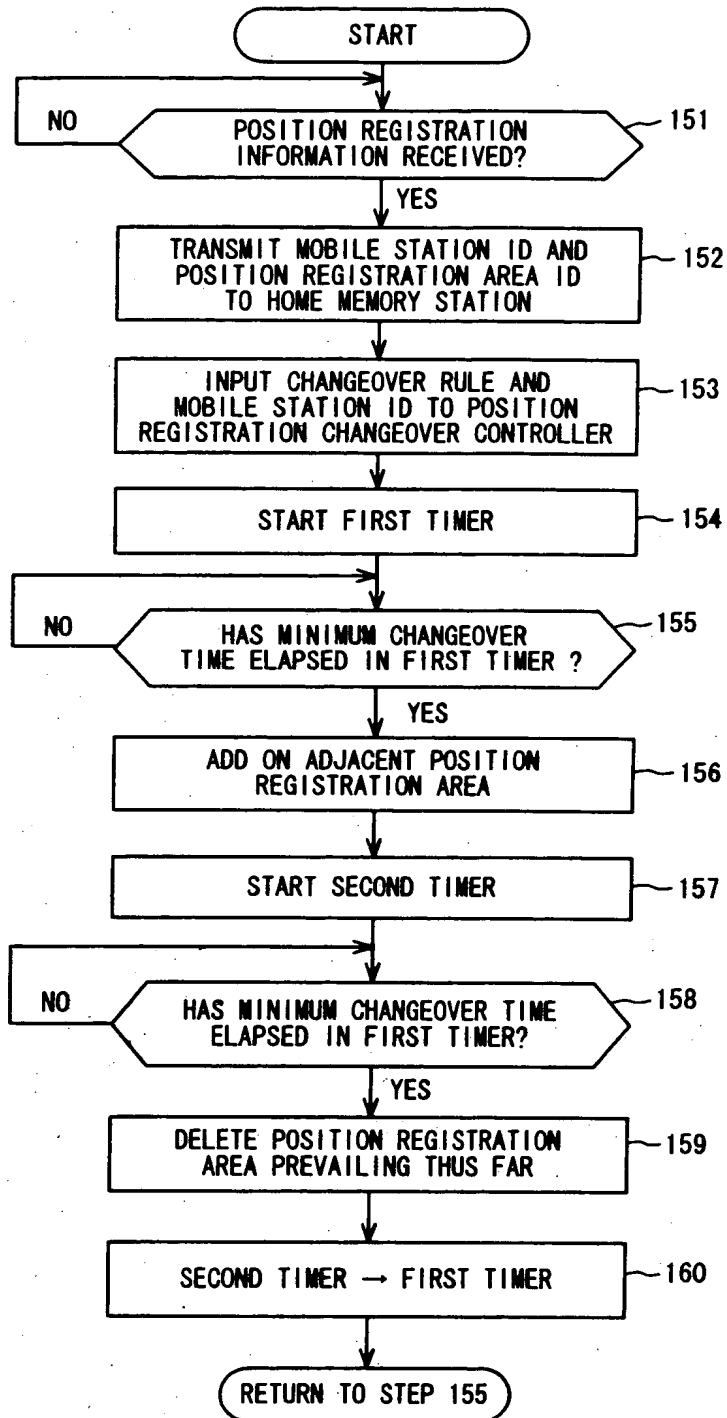 START
NO
POSITION REGISTRATION
INFORMATION RECEIVED?
151
YES
TRANSMIT MOBILE STATION ID AND
POSITION REGISTRATION AREA ID
TO HOME MEMORY STATION
152
INPUT CHANGEOVER RULE AND
MOBILE STATION ID TO POSITION
REGISTRATION CHANGEOVER CONTROLLER
153
START FIRST TIMER
154
NO
HAS MINIMUM CHANGEOVER
TIME ELAPSED IN FIRST TIMER ?
155
YES
ADD ON ADJACENT POSITION
REGISTRATION AREA
156
START SECOND TIMER
157
NO
HAS MINIMUM CHANGEOVER TIME
ELAPSED IN FIRST TIMER?
158
YES
DELETE POSITION REGISTRATION
AREA PREVAILING THUS FAR
159
SECOND TIMER → FIRST TIMER
160
RETURN TO STEP 155